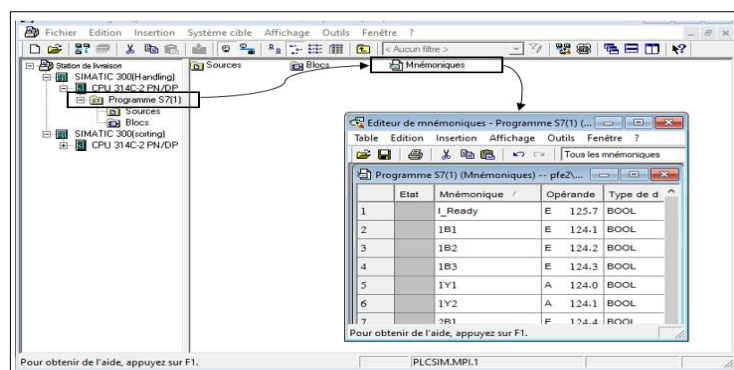 Fichier Edition Insertion Système cible Affichage Outils Fenêtre ?
< Aucun filtre >
Station de livraison
SIMATIC 300(Handling)
CPU 314C-2 PN/DP
Programme S7(1)
Sources
Blocs
SIMATIC 300(sorting)
CPU 314C-2 PN/DP
Sources Blocs Mnémoniques
Editeur de mnémoniques - Programme S7(1) (...
Table Edition Insertion Affichage Outils Fenêtre ?
Tous les mnémoniques
Programme S7(1) (Mnémoniques) -- pfe2\...
Etat Mnémonique / Opérande Type de d
1 I_Ready E 125.7 BOOL
2 1B1 E 124.1 BOOL
3 1B2 E 124.2 BOOL
4 1B3 E 124.3 BOOL
5 1Y1 A 124.0 BOOL
6 1Y2 A 124.1 BOOL
7 2B1 E 124.4 BOOL
Pour obtenir de l'aide, appuyez sur F1.
Pour obtenir de l'aide, appuyez sur F1. PLCSIM.MPI.1